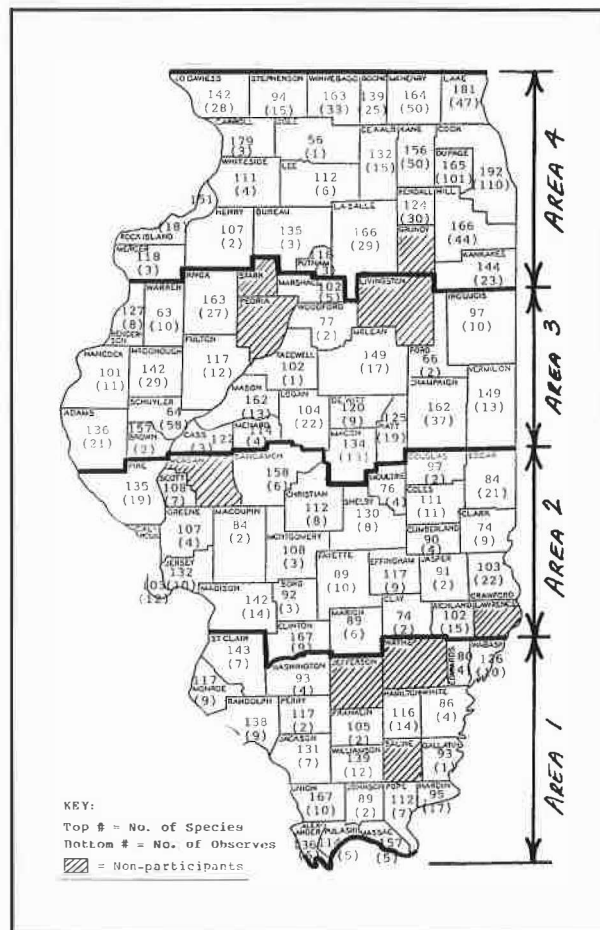 JO DAVIESS STEPHENSON WINNEBAGO BOONE MCHENRY LAKE
142 94 163 139 164 181
(28) (15) (33) (25) (50) (47)
CARROLL OGLE DEKALB KANE COOK
179 56 132 156 DUPAGE
(3) (1) (15) (50) 165 192
WHITESIDE LEE (101) (110)
111 112 KENDALL WILL
(4) (6) 124 166
151 (30) (44)
(18) HENRY BUREAU LASALLE GRUNDY
ROCK ISLAND 107 135 166 KANKAKEE
MERCER (2) (3) (29) 144
118 PUTNAM (23)
(3)
AREA 4
KNOX STARK MARSHALL LIVINGSTON IROQUOIS
WARREN 163 PEORIA 102 97
127 63 (27) (5) (10)
(8) (10) WOODFORD
HENDERSON 77
FULTON (2) MCLEAN FORD
HANCOCK MCDONOUGH 117 TAZEWELL 149 66
101 142 (12) 102 (17) (2) VERMILION
(11) (29) (1) CHAMPAIGN 149
SCHUYLER MASON LOGAN DEWITT 162 (13)
ADAMS 64 162 104 120 125 (37)
136 (58) (13) (22) (9) PIATT
(21) 157 MENARD MACON (19)
BROWN CASS 122 (4) 134
(2) (3) (13)
AREA 3
PIKE SANGAMON DOUGLAS EDGAR
135 SCOTT 158 MOULTRIE 97 84
(19) 108 (6) 76 (2) (21)
(7) CHRISTIAN SHELBY (4) COLES
GREENE MACOUPIN 112 130 111 CLARK
107 84 (8) (8) (11) 74
(4) (2) MONTGOMERY CUMBERLAND (9)
JERSEY 108 FAYETTE EFFINGHAM 90 JASPER
132 (3) 89 117 91 103
103 (10) BOND (10) (9) (2) (22)
(12) MADISON 92 CLAY CRAWFORD
142 (3) MARION 74 RICHLAND LAWRENCE
(14) CLINTON 89 (2) 102
167 (6) (15)
(9)
AREA 2
ST CLAIR WAYNE WABASH
143 WASHINGTON JEFFERSON EDWARDS 80 126
(7) 93 (4) (10)
117 (4)
MONROE PERRY HAMILTON WHITE
(9) RANDOLPH 117 FRANKLIN 116 86
138 (2) 105 (14) (4)
(9) JACKSON (2) SALINE GALLATIN
131 WILLIAMSON 93
(7) 139 (1)
(12)
UNION JOHNSON POPE HARDIN
167 89 112 95
(10) (2) (7) (17)
ALEXANDER PULASKI MASSAC
136 157
(5) (5)
AREA 1
KEY:
Top # = No. of Species
Bottom # = No. of Observes
= Non-participants